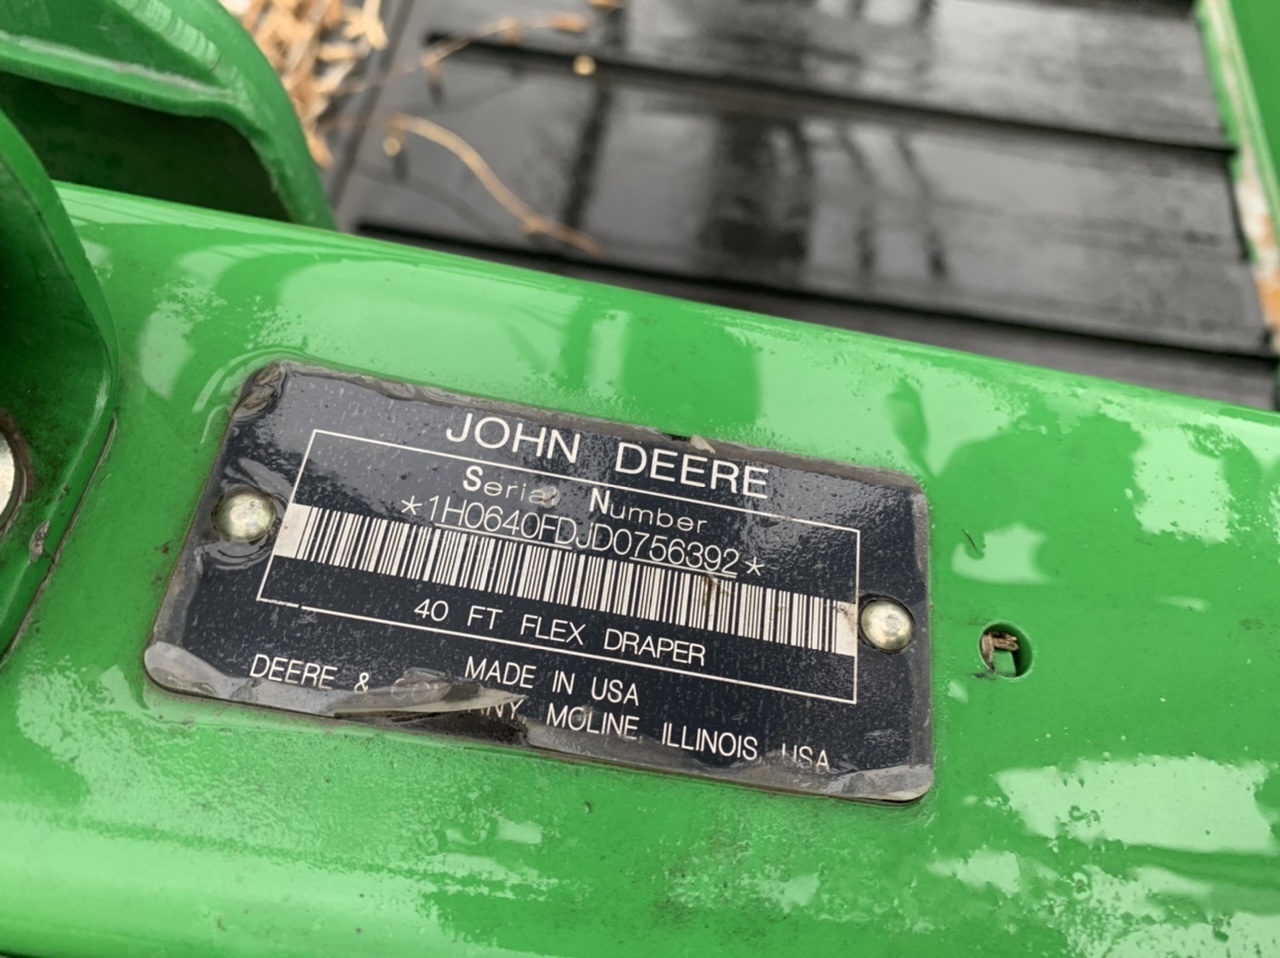 JOHN DEERE
Serial Number
*1H0640FDJD0756392*
40 FT FLEX DRAPER
MADE IN USA
DEERE & MOLINE, ILLINOIS, USA